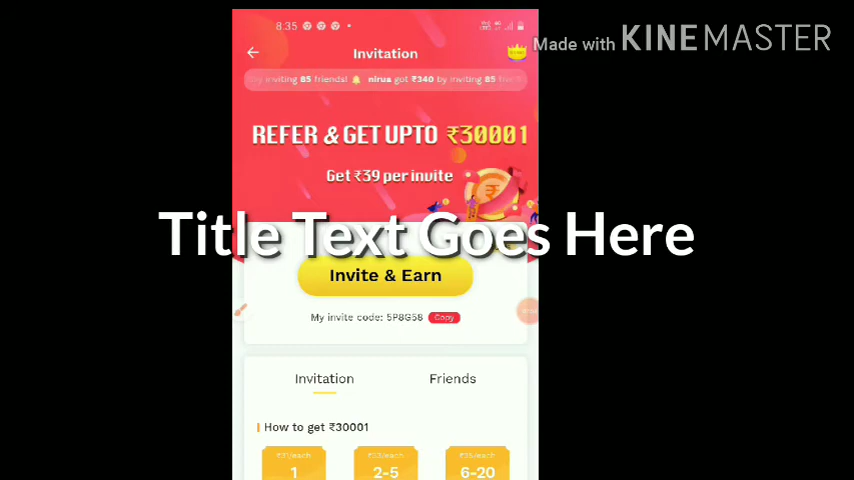 8:35
Made with KINEMASTER
Invitation
inviting 85 friends! nirua got ₹340 by inviting 85
REFER & GET UPTO ₹30001
Get ₹39 per invite
Title Text Goes Here
Invite & Earn
My invite code: 5P8G58 Copy
Invitation Friends
How to get ₹30001
1 2-5 6-20